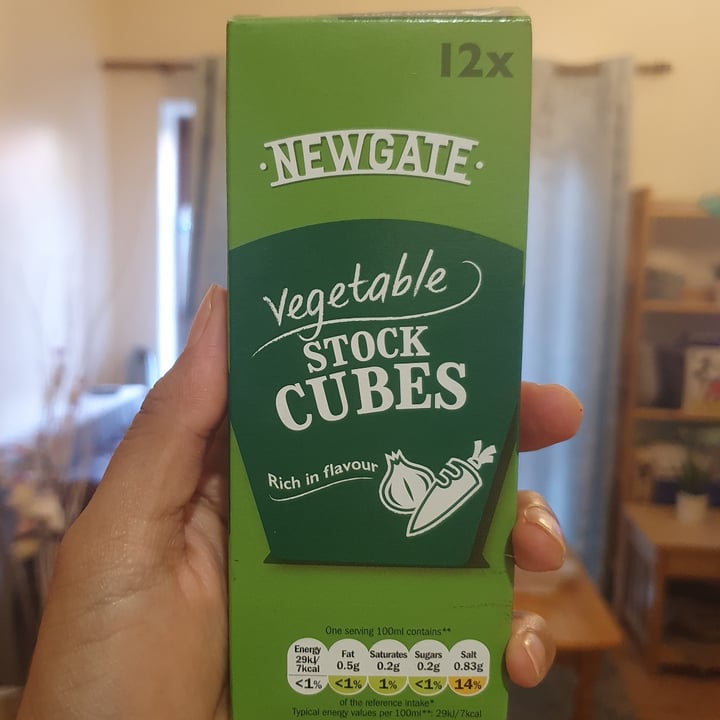 12x
·NEWGATE·
Vegetable
STOCK
CUBES
Rich in flavour
One serving 100ml contains**
Energy 29kJ/ 7kcal <1%
Fat 0.5g <1%
Saturates 0.2g 1%
Sugars 0.2g <1%
Salt 0.83g 14%
of the reference intake*
Typical energy values per 100ml**: 29kJ/7kcal